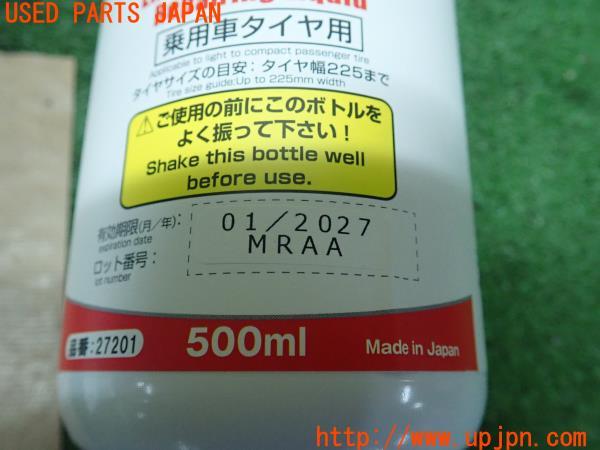 USED PARTS JAPAN
乗用車タイヤ用
Applicable to light to compact passenger tire
タイヤサイズの目安：タイヤ幅225まで
Tire size guide:Up to 225mm width
⚠ご使用の前にこのボトルを
よく振って下さい！
Shake this bottle well
before use.
有効期限(月／年)：
expiration date
01／2027
MRAA
ロット番号：
lot number
品番：27201
500ml
Made in Japan
UPJ http://www.upjpn.com/